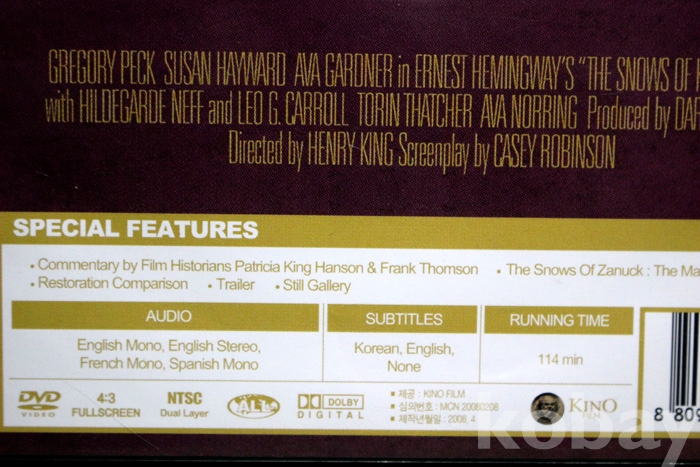 GREGORY PECK SUSAN HAYWARD AVA GARDNER in ERNEST HEMINGWAY'S "THE SNOWS OF
with HILDEGARDE NEFF and LEO G. CARROLL TORIN THATCHER AVA NORRING Produced by
Directed by HENRY KING Screenplay by CASEY ROBINSON
SPECIAL FEATURES
• Commentary by Film Historians Patricia King Hanson & Frank Thomson • The Snows Of Zanuck : The Ma
• Restoration Comparison • Trailer • Still Gallery
AUDIO SUBTITLES RUNNING TIME
English Mono, English Stereo, Korean, English, 114 min
French Mono, Spanish Mono None
DVD VIDEO
4:3 FULLSCREEN
NTSC Dual Layer
ALL
DOLBY DIGITAL
■ 제공 : KINO FILM
■ 심의번호 : MCN 20080208
■ 제작년월일 : 2008. 4
KINO FILM
8 809
kobay